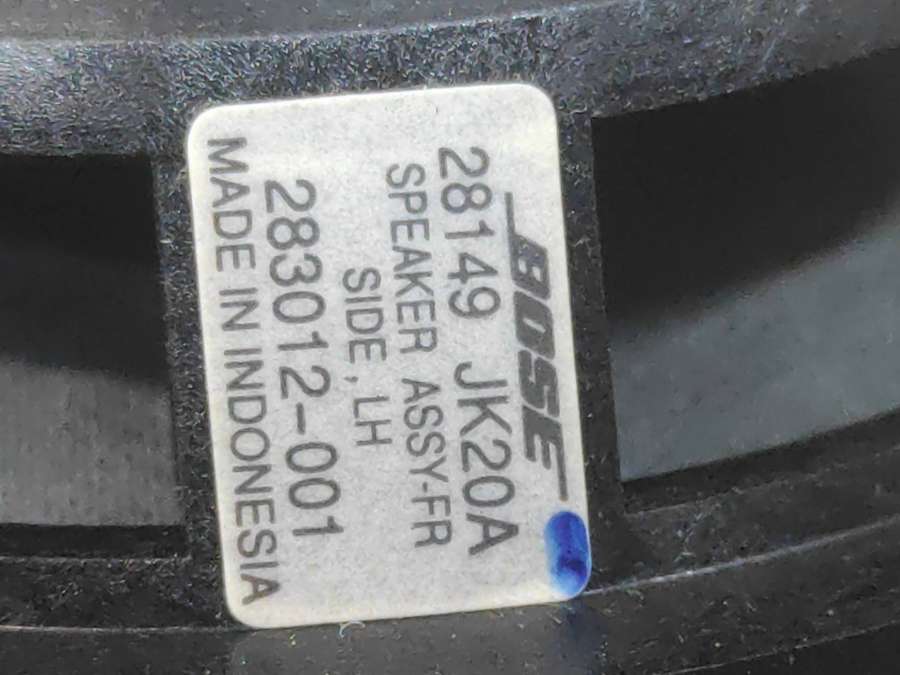 BOSE
28149 JK20A
SPEAKER ASSY-FR
SIDE, LH
283012-001
MADE IN INDONESIA